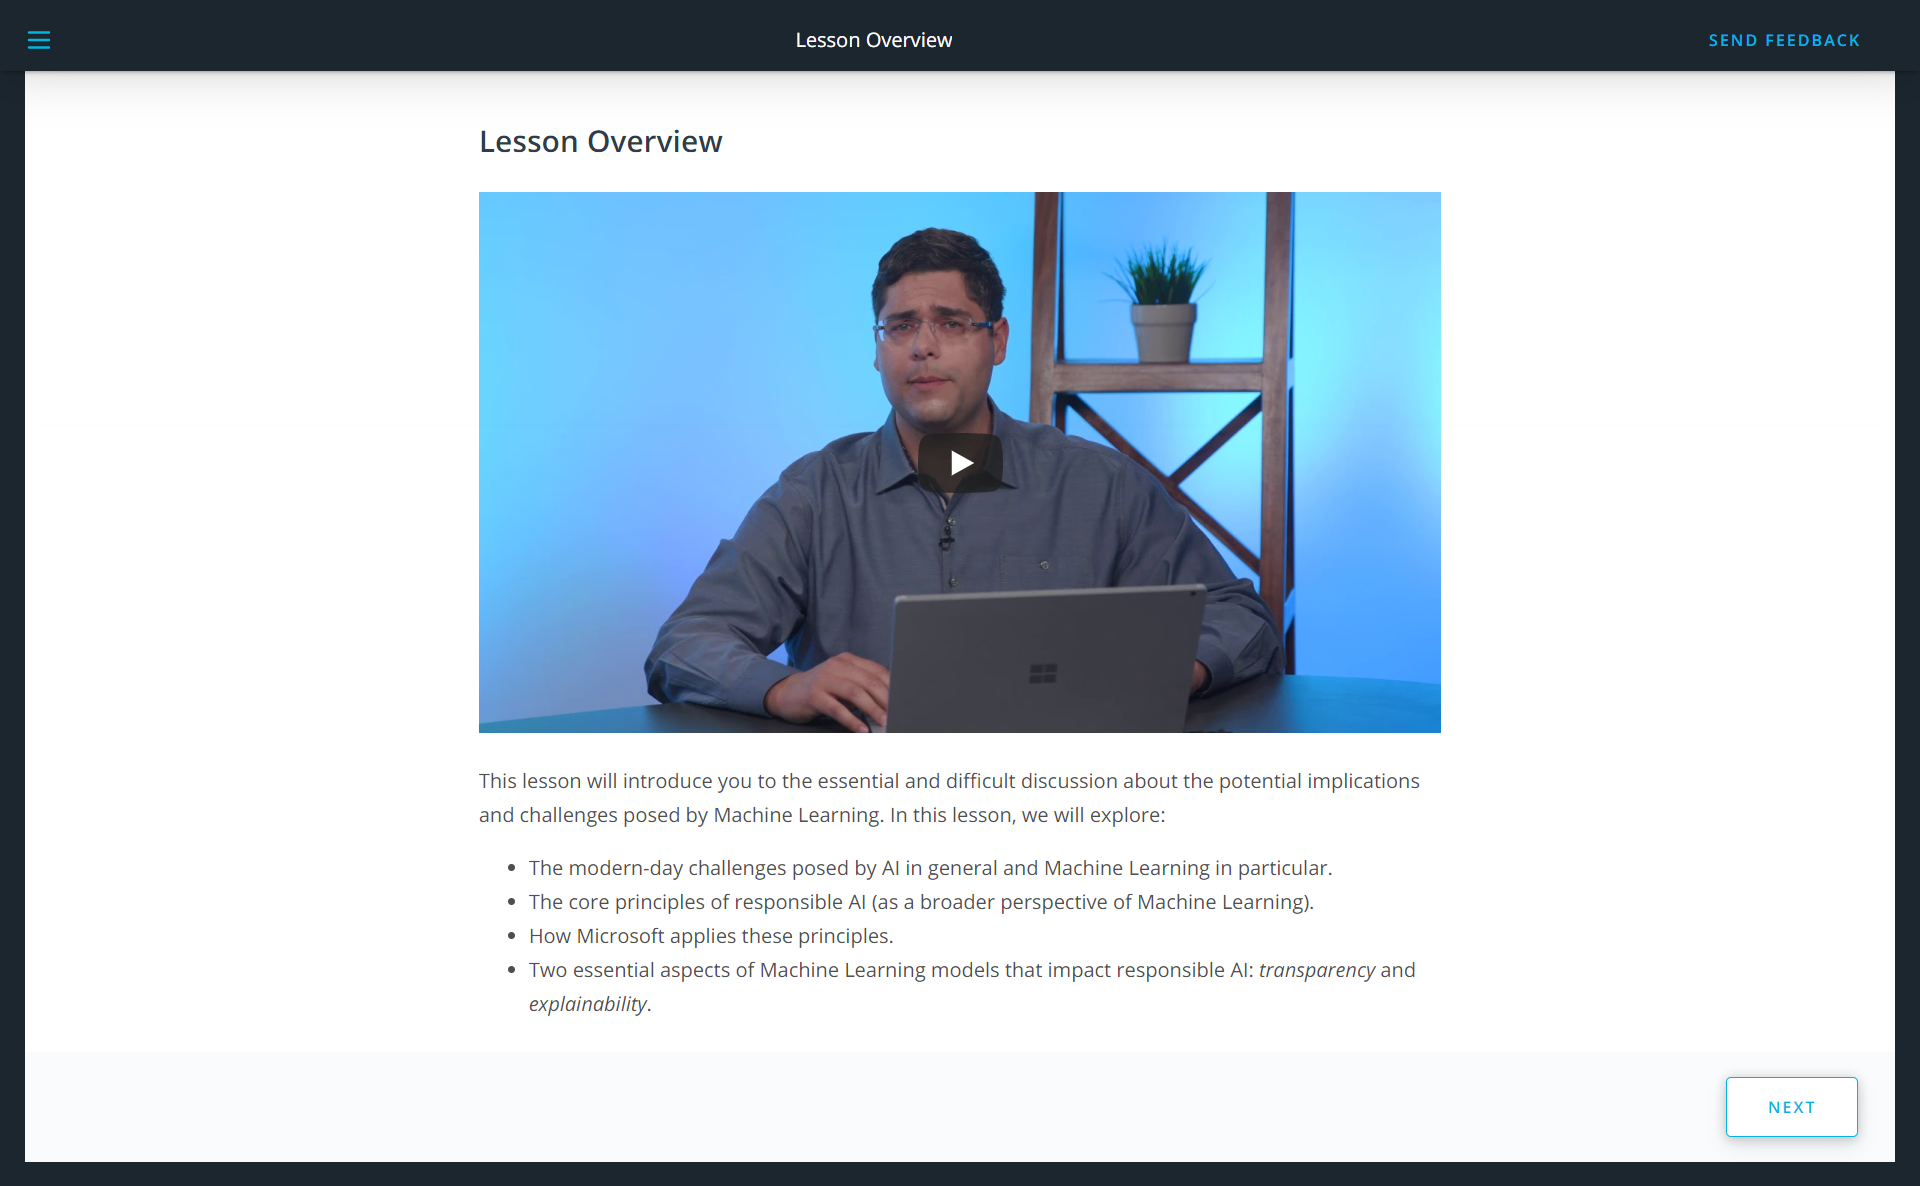 Lesson Overview
SEND FEEDBACK
Lesson Overview
This lesson will introduce you to the essential and difficult discussion about the potential implications
and challenges posed by Machine Learning. In this lesson, we will explore:
The modern-day challenges posed by AI in general and Machine Learning in particular.
The core principles of responsible AI (as a broader perspective of Machine Learning).
How Microsoft applies these principles.
Two essential aspects of Machine Learning models that impact responsible AI: transparency and
explainability.
NEXT